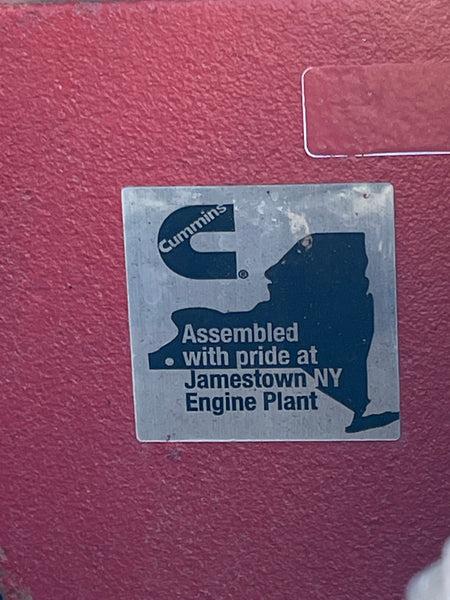 Cummins
®
Assembled
with pride at
Jamestown NY
Engine Plant